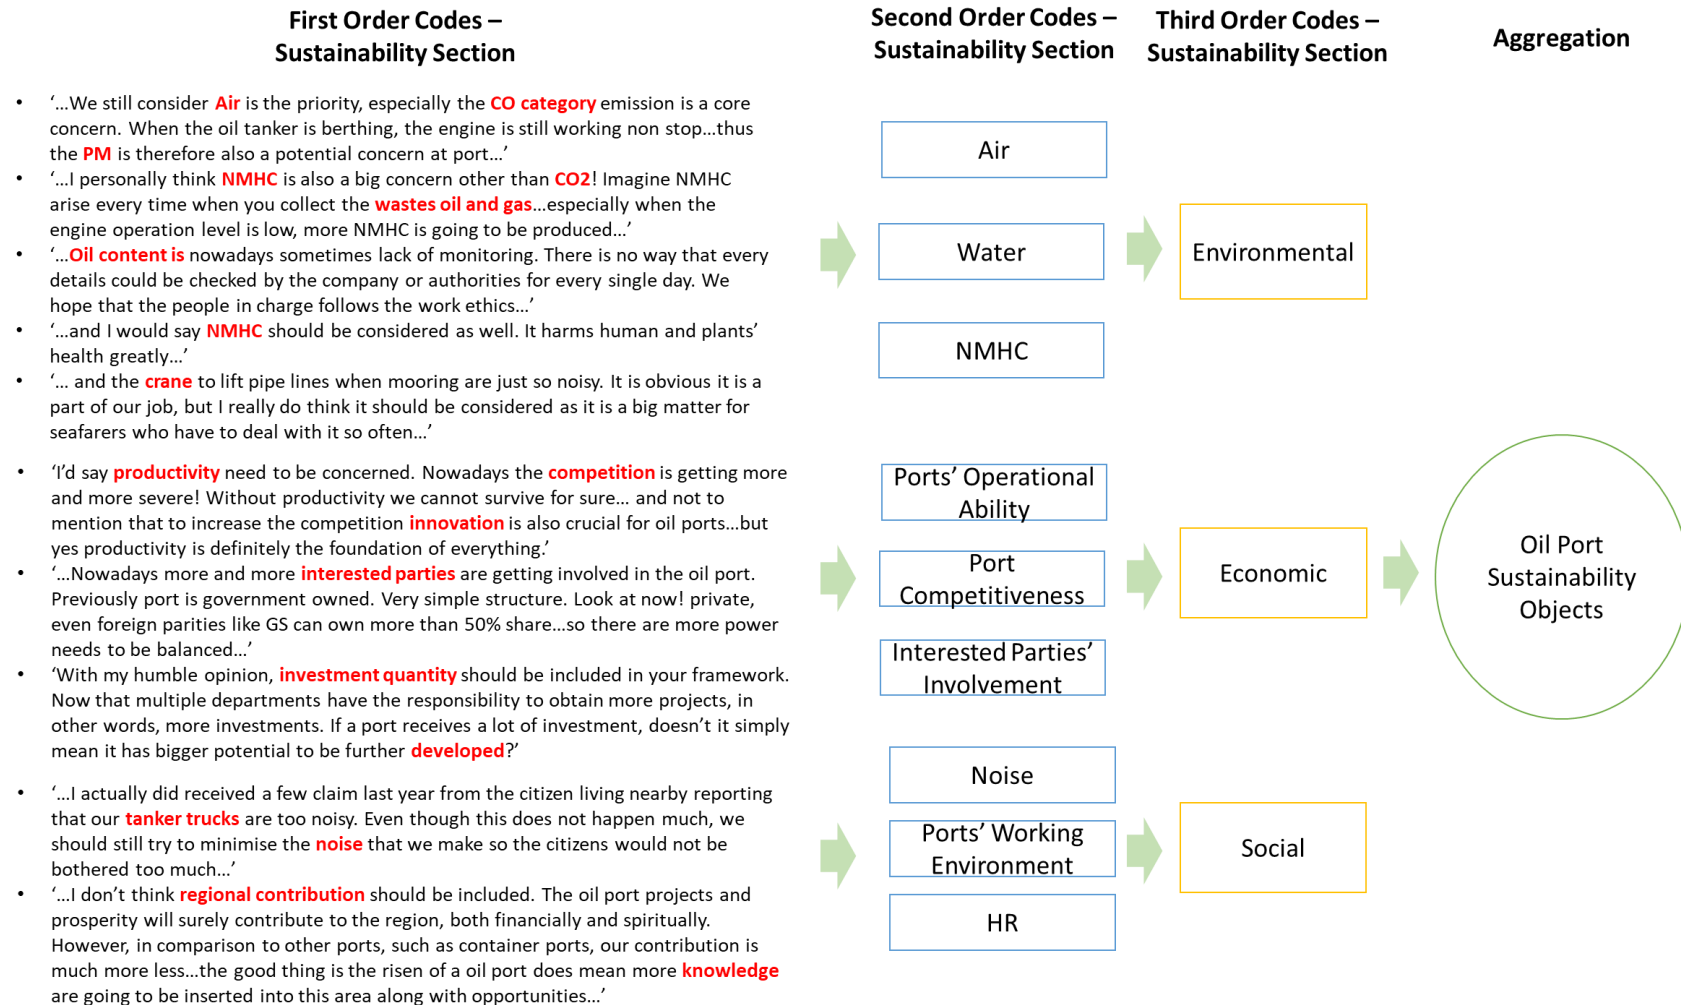 First Order Codes –
Sustainability Section
Second Order Codes –
Sustainability Section
Third Order Codes –
Sustainability Section
Aggregation
• ‘…We still consider Air is the priority, especially the CO category emission is a core
concern. When the oil tanker is berthing, the engine is still working non stop…thus
the PM is therefore also a potential concern at port…’
• ‘…I personally think NMHC is also a big concern other than CO2! Imagine NMHC
arise every time when you collect the wastes oil and gas…especially when the
engine operation level is low, more NMHC is going to be produced…’
• ‘…Oil content is nowadays sometimes lack of monitoring. There is no way that every
details could be checked by the company or authorities for every single day. We
hope that the people in charge follows the work ethics…’
• ‘…and I would say NMHC should be considered as well. It harms human and plants’
health greatly…’
• ‘… and the crane to lift pipe lines when mooring are just so noisy. It is obvious it is a
part of our job, but I really do think it should be considered as it is a big matter for
seafarers who have to deal with it so often…’
Air
Water
NMHC
Environmental
• ‘I’d say productivity need to be concerned. Nowadays the competition is getting more
and more severe! Without productivity we cannot survive for sure… and not to
mention that to increase the competition innovation is also crucial for oil ports…but
yes productivity is definitely the foundation of everything.’
• ‘…Nowadays more and more interested parties are getting involved in the oil port.
Previously port is government owned. Very simple structure. Look at now! private,
even foreign parities like GS can own more than 50% share…so there are more power
needs to be balanced…’
• ‘With my humble opinion, investment quantity should be included in your framework.
Now that multiple departments have the responsibility to obtain more projects, in
other words, more investments. If a port receives a lot of investment, doesn’t it simply
mean it has bigger potential to be further developed?’
Ports’ Operational
Ability
Port
Competitiveness
Interested Parties’
Involvement
Economic
Oil Port
Sustainability
Objects
• ‘…I actually did received a few claim last year from the citizen living nearby reporting
that our tanker trucks are too noisy. Even though this does not happen much, we
should still try to minimise the noise that we make so the citizens would not be
bothered too much…’
• ‘…I don’t think regional contribution should be included. The oil port projects and
prosperity will surely contribute to the region, both financially and spiritually.
However, in comparison to other ports, such as container ports, our contribution is
much more less…the good thing is the risen of a oil port does mean more knowledge
are going to be inserted into this area along with opportunities…’
Noise
Ports’ Working
Environment
HR
Social